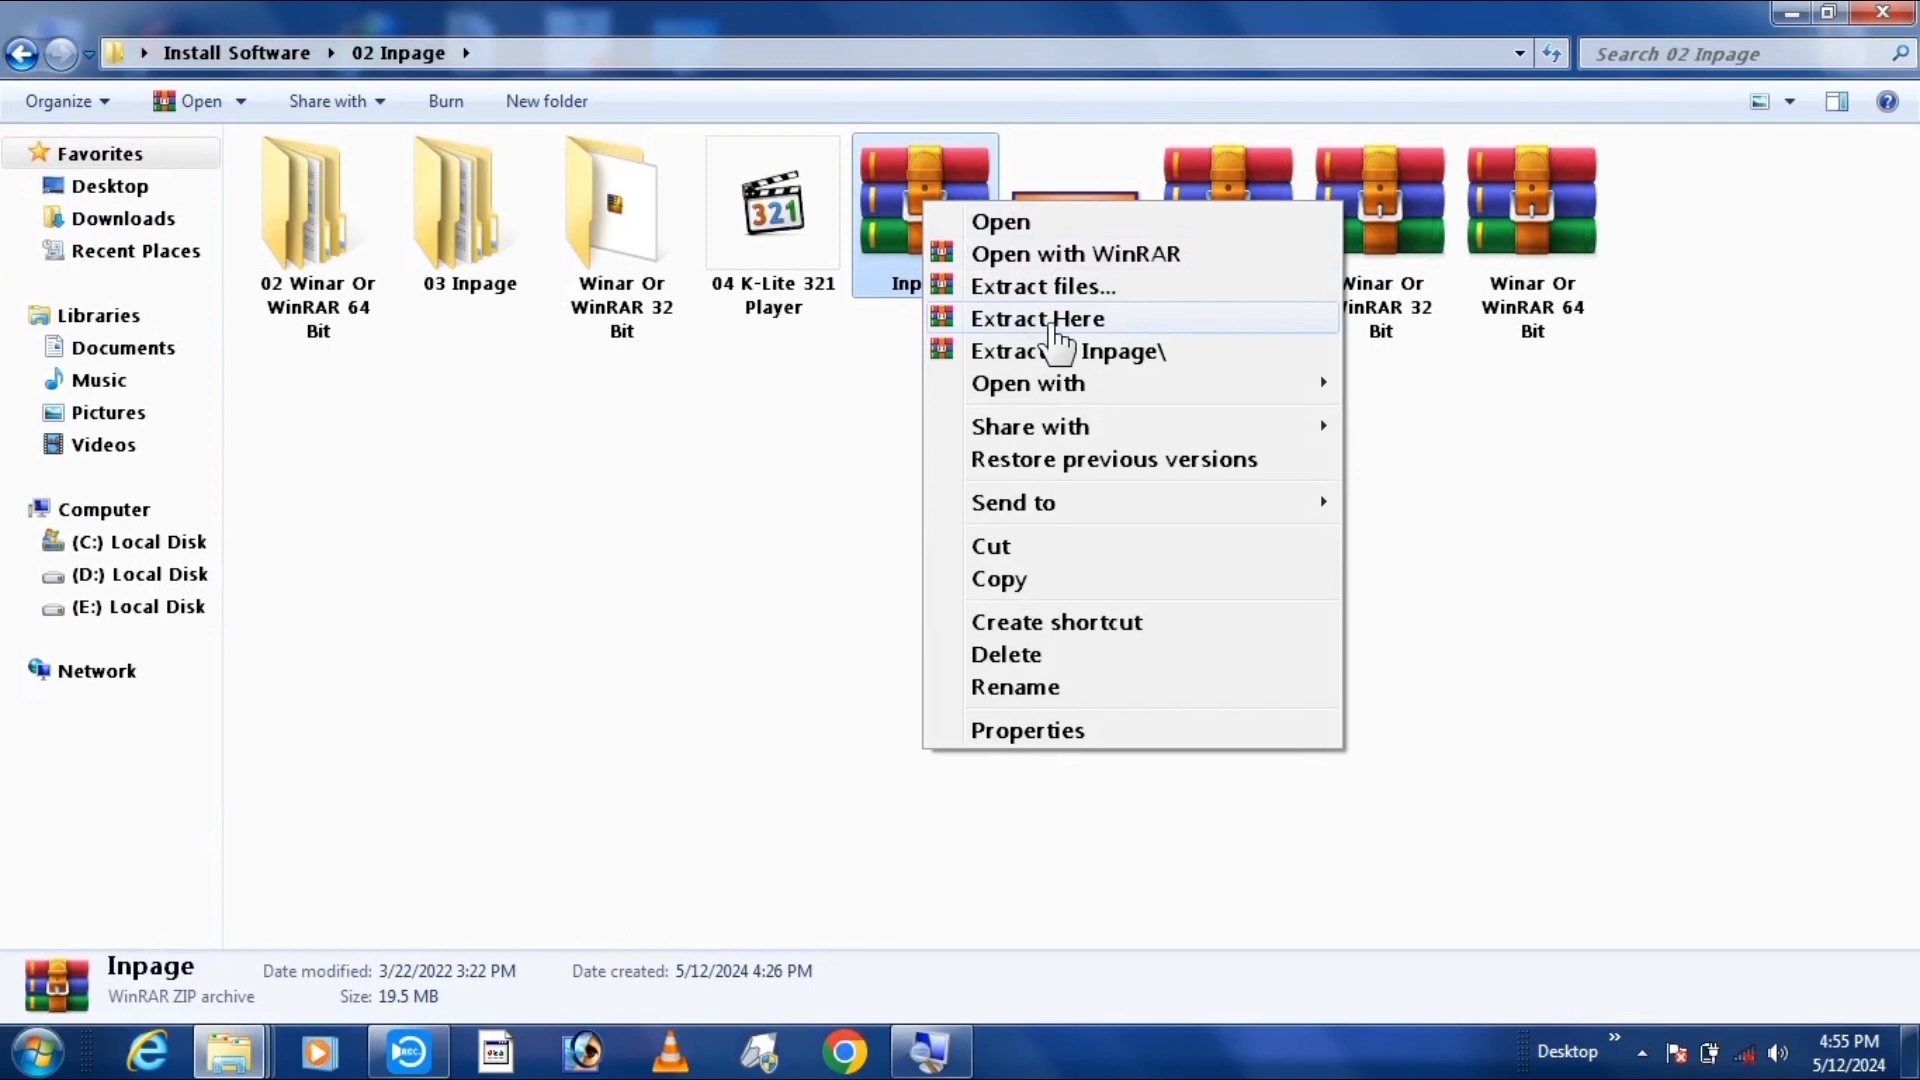 Install Software
02 Inpage
Search 02 Inpage
Organize
Open
Share with
Burn
New folder
Favorites
Desktop
Downloads
Recent Places
Libraries
Documents
Music
Pictures
Videos
Computer
(C:) Local Disk
(D:) Local Disk
(E:) Local Disk
Network
02 Winar Or
WinRAR 64
Bit
03 Inpage
Winar Or
WinRAR 32
Bit
321
04 K-Lite 321
Player
Inp
Winar Or
WinRAR 32
Bit
Winar Or
WinRAR 64
Bit
Open
Open with WinRAR
Extract files...
Extract Here
Extract Inpage\
Open with
Share with
Restore previous versions
Send to
Cut
Copy
Create shortcut
Delete
Rename
Properties
Inpage
Date modified: 3/22/2022 3:22 PM
Date created: 5/12/2024 4:26 PM
WinRAR ZIP archive
Size: 19.5 MB
REC
Desktop
4:55 PM
5/12/2024